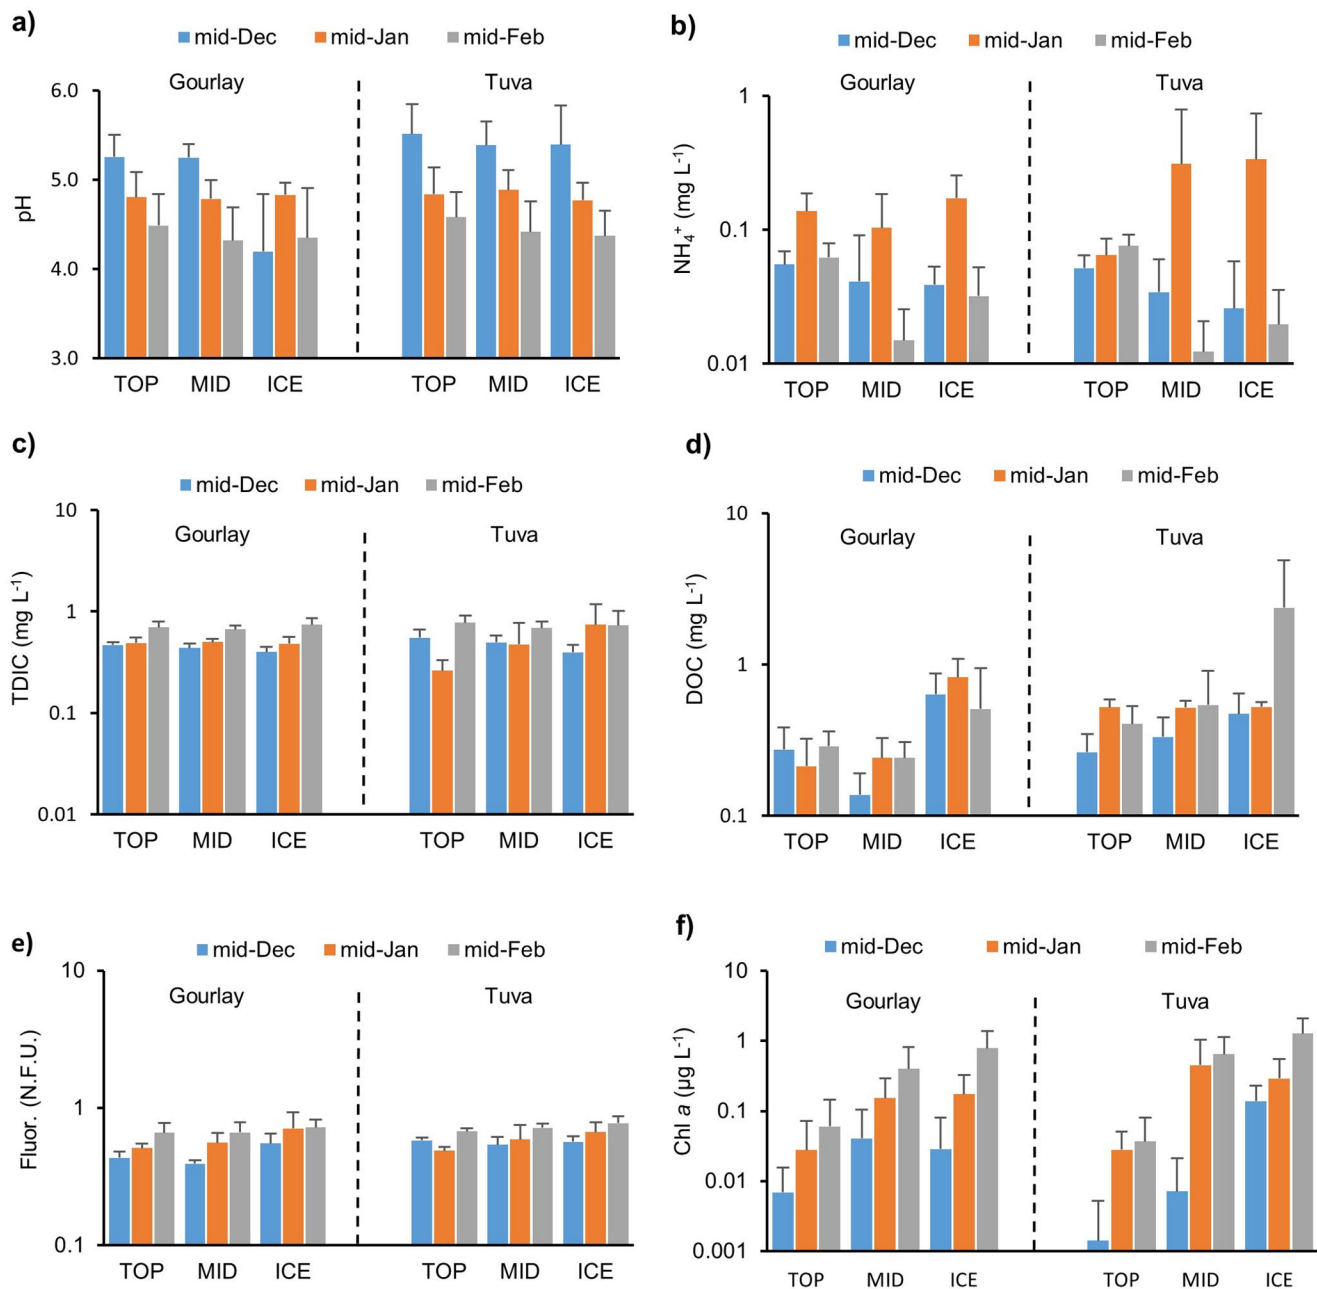 a)
mid-Dec mid-Jan mid-Feb
Gourlay Tuva
6.0
5.0
4.0
3.0
pH
TOP MID ICE TOP MID ICE
b)
mid-Dec mid-Jan mid-Feb
Gourlay Tuva
1
0.1
0.01
NH₄⁺ (mg L⁻¹)
TOP MID ICE TOP MID ICE
c)
mid-Dec mid-Jan mid-Feb
Gourlay Tuva
10
1
0.1
0.01
TDIC (mg L⁻¹)
TOP MID ICE TOP MID ICE
d)
mid-Dec mid-Jan mid-Feb
Gourlay Tuva
10
1
0.1
DOC (mg L⁻¹)
TOP MID ICE TOP MID ICE
e)
mid-Dec mid-Jan mid-Feb
Gourlay Tuva
10
1
0.1
Fluor. (N.F.U.)
TOP MID ICE TOP MID ICE
f)
mid-Dec mid-Jan mid-Feb
Gourlay Tuva
10
1
0.1
0.01
0.001
Chl a (µg L⁻¹)
TOP MID ICE TOP MID ICE